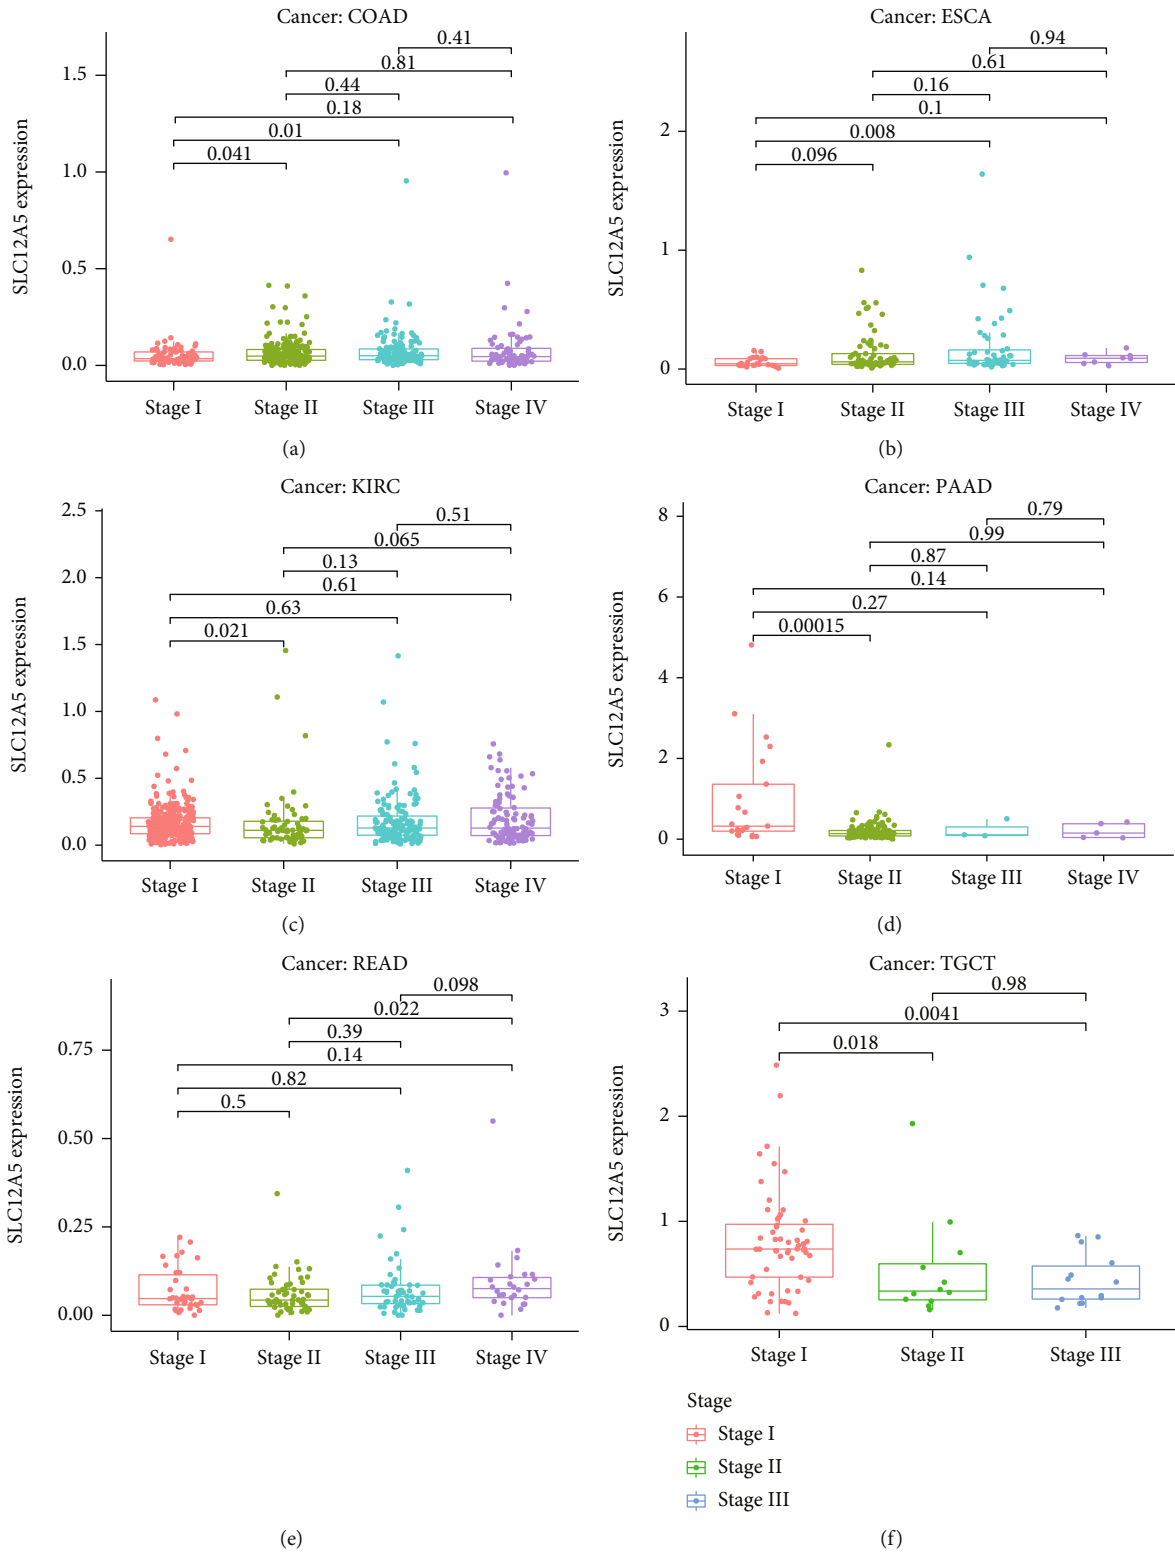 Cancer: COAD
SLC12A5 expression
1.5
1.0
0.5
0.0
0.41
0.81
0.44
0.18
0.01
0.041
Stage I Stage II Stage III Stage IV
(a)
Cancer: ESCA
SLC12A5 expression
2
1
0
0.94
0.61
0.16
0.1
0.008
0.096
Stage I Stage II Stage III Stage IV
(b)
Cancer: KIRC
SLC12A5 expression
2.5
2.0
1.5
1.0
0.5
0.0
0.51
0.065
0.13
0.61
0.63
0.021
Stage I Stage II Stage III Stage IV
(c)
Cancer: PAAD
SLC12A5 expression
8
6
4
2
0
0.79
0.99
0.87
0.14
0.27
0.00015
Stage I Stage II Stage III Stage IV
(d)
Cancer: READ
SLC12A5 expression
0.75
0.50
0.25
0.00
0.098
0.022
0.39
0.14
0.82
0.5
Stage I Stage II Stage III Stage IV
(e)
Cancer: TGCT
SLC12A5 expression
3
2
1
0
0.98
0.0041
0.018
Stage I Stage II Stage III
Stage
Stage I
Stage II
Stage III
(f)